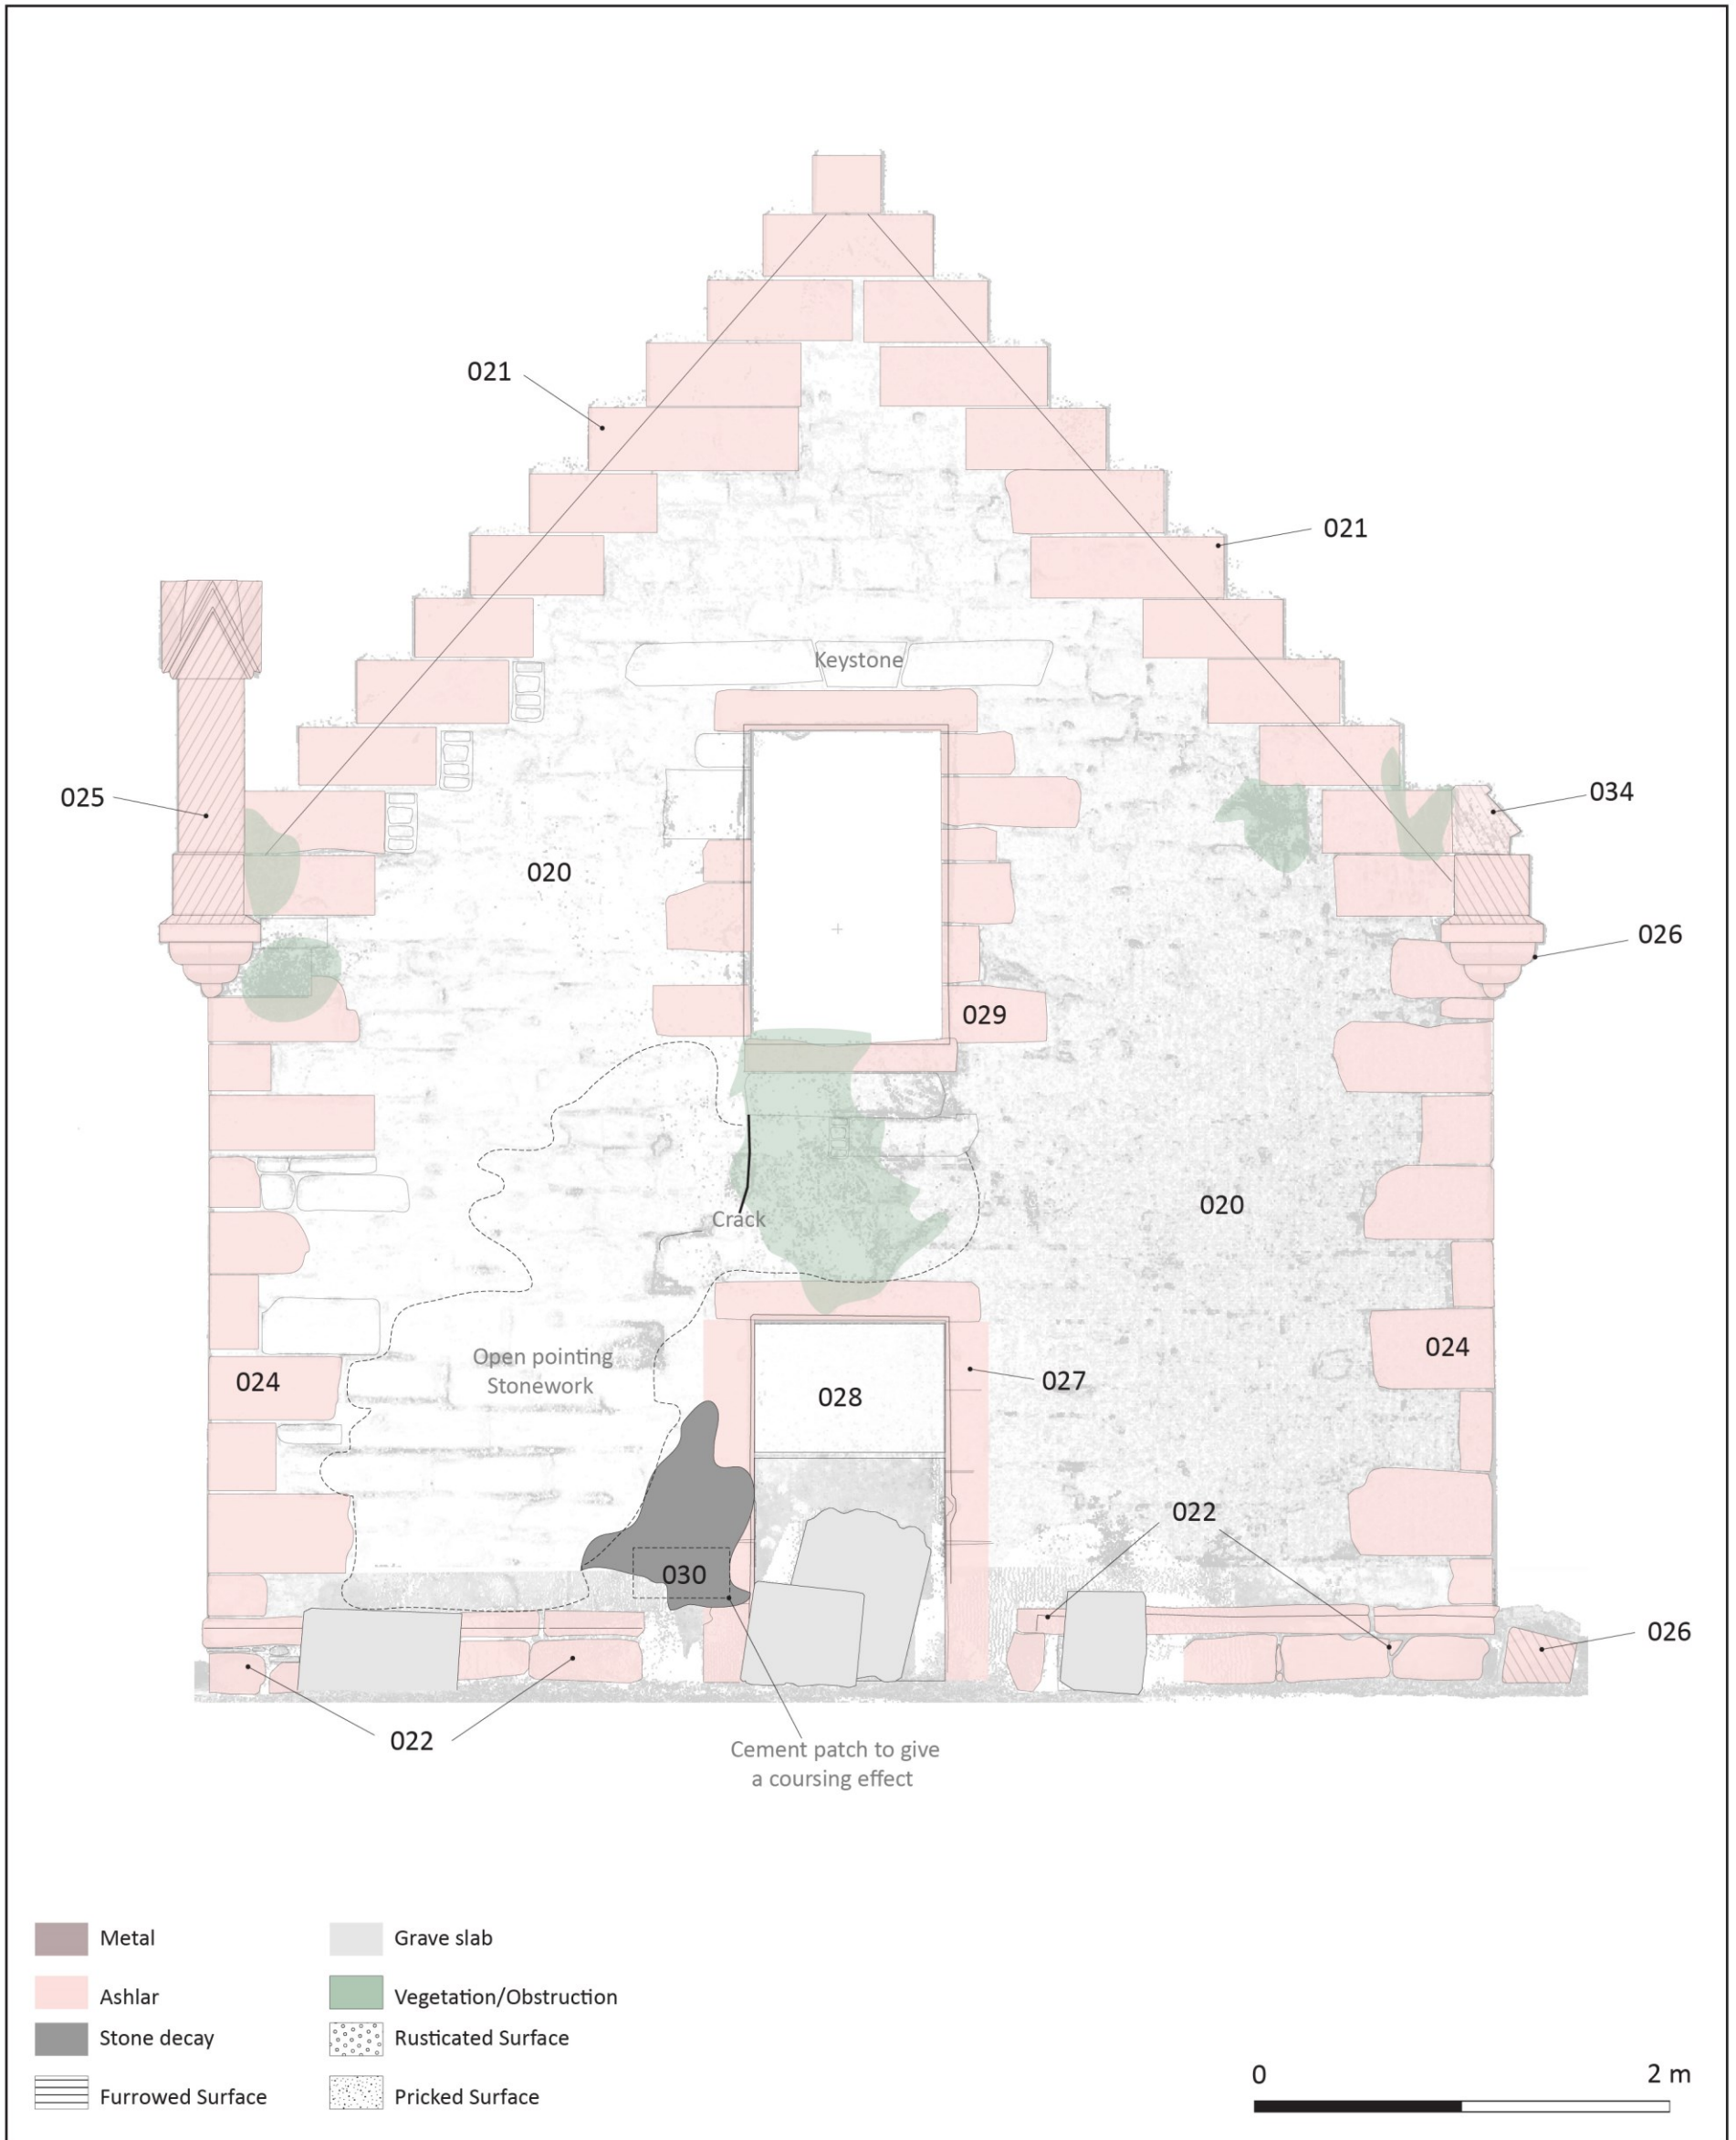 021
021
Keystone
025
034
020
026
029
020
Crack
Open pointing
Stonework
024
024
027
028
022
030
026
022
Cement patch to give
a coursing effect
Metal
Ashlar
Stone decay
Furrowed Surface
Grave slab
Vegetation/Obstruction
Rusticated Surface
Pricked Surface
0 2 m